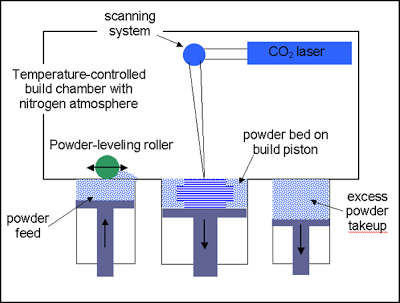 scanning
system
CO₂ laser
Temperature-controlled
build chamber with
nitrogen atmosphere
Powder-leveling roller
powder bed on
build piston
powder
feed
excess
powder
takeup